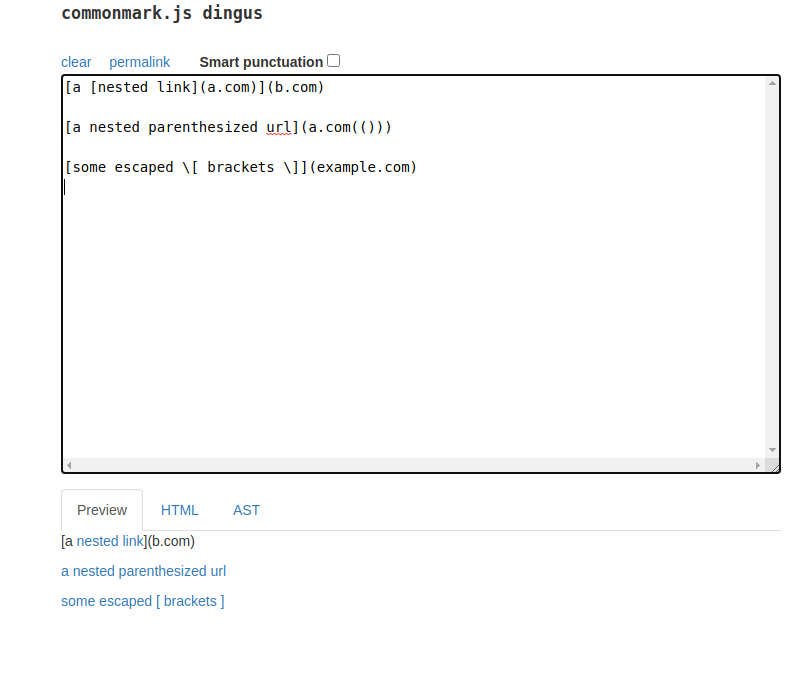 commonmark.js dingus
clear permalink Smart punctuation
[a [nested link](a.com)](b.com)
[a nested parenthesized url](a.com(()))
[some escaped \[ brackets \]](example.com)
Preview HTML AST
[a nested link](b.com)
a nested parenthesized url
some escaped [ brackets ]